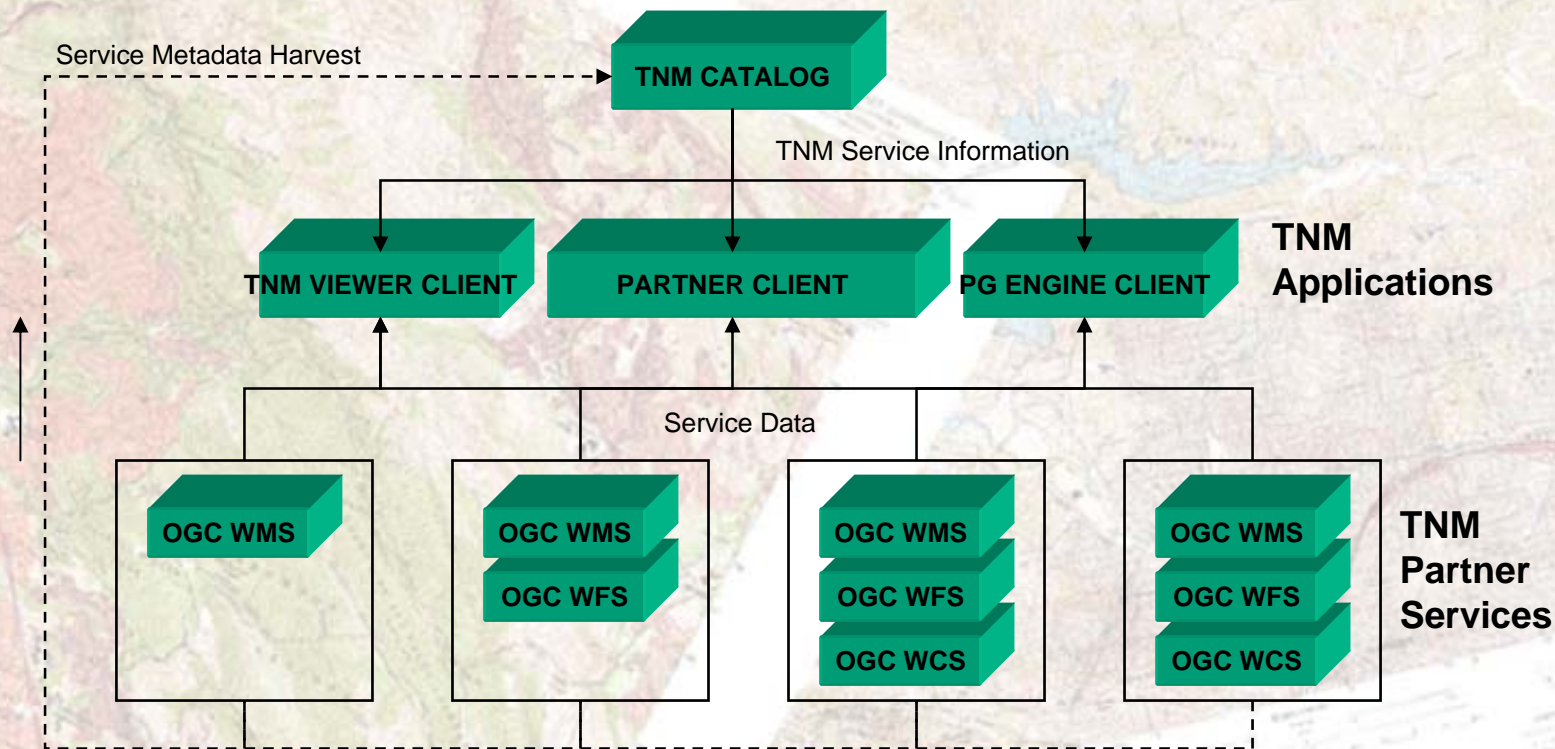 Service Metadata Harvest
TNM CATALOG
TNM Service Information
TNM VIEWER CLIENT
PARTNER CLIENT
PG ENGINE CLIENT
TNM
Applications
Service Data
OGC WMS
OGC WMS
OGC WFS
OGC WMS
OGC WFS
OGC WCS
OGC WMS
OGC WFS
OGC WCS
TNM
Partner
Services